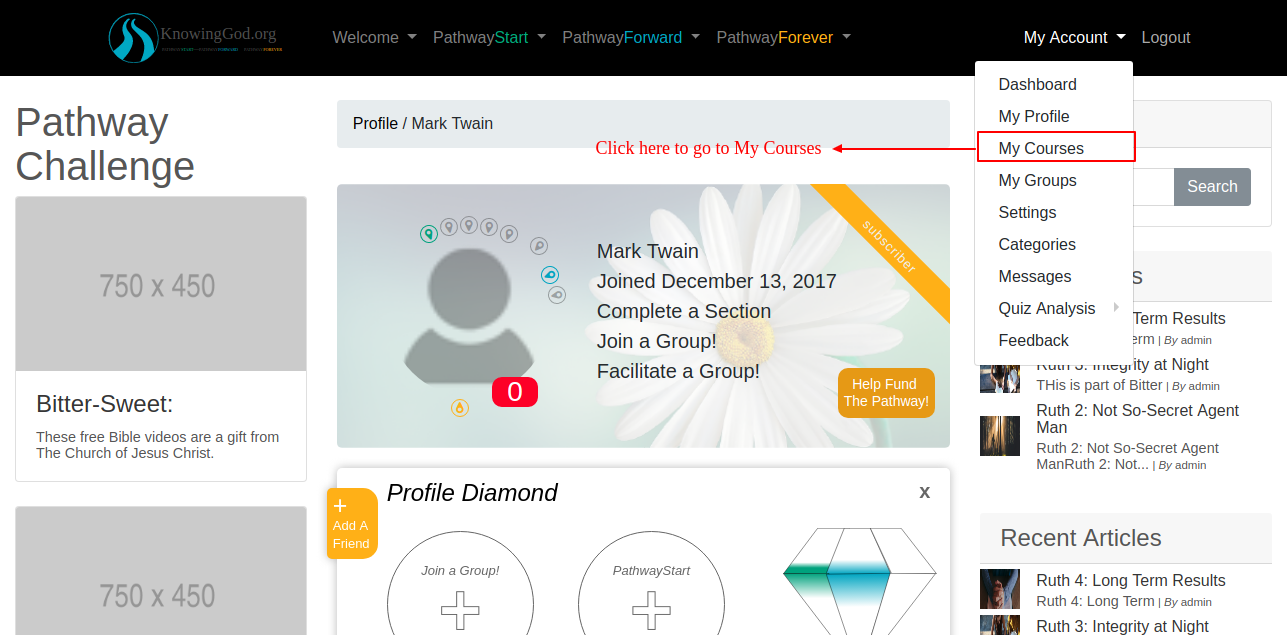 KnowingGod.org
Welcome
PathwayStart
PathwayForward
PathwayForever
My Account
Logout
Dashboard
My Profile
My Courses
My Groups
Settings
Categories
Messages
Quiz Analysis
Feedback
Pathway
Challenge
750 x 450
Bitter-Sweet:
These free Bible videos are a gift from
The Church of Jesus Christ.
750 x 450
Profile / Mark Twain
Click here to go to My Courses
subscriber
Mark Twain
Joined December 13, 2017
Complete a Section
Join a Group!
Facilitate a Group!
0
Help Fund
The Pathway!
Profile Diamond
x
+
Add A
Friend
Join a Group!
PathwayStart
Search
s
Term Results
erm | By admin
Ruth 3: Integrity at Night
THis is part of Bitter | By admin
Ruth 2: Not So-Secret Agent
Man
Ruth 2: Not So-Secret Agent
ManRuth 2: Not... | By admin
Recent Articles
Ruth 4: Long Term Results
Ruth 4: Long Term | By admin
Ruth 3: Integrity at Night